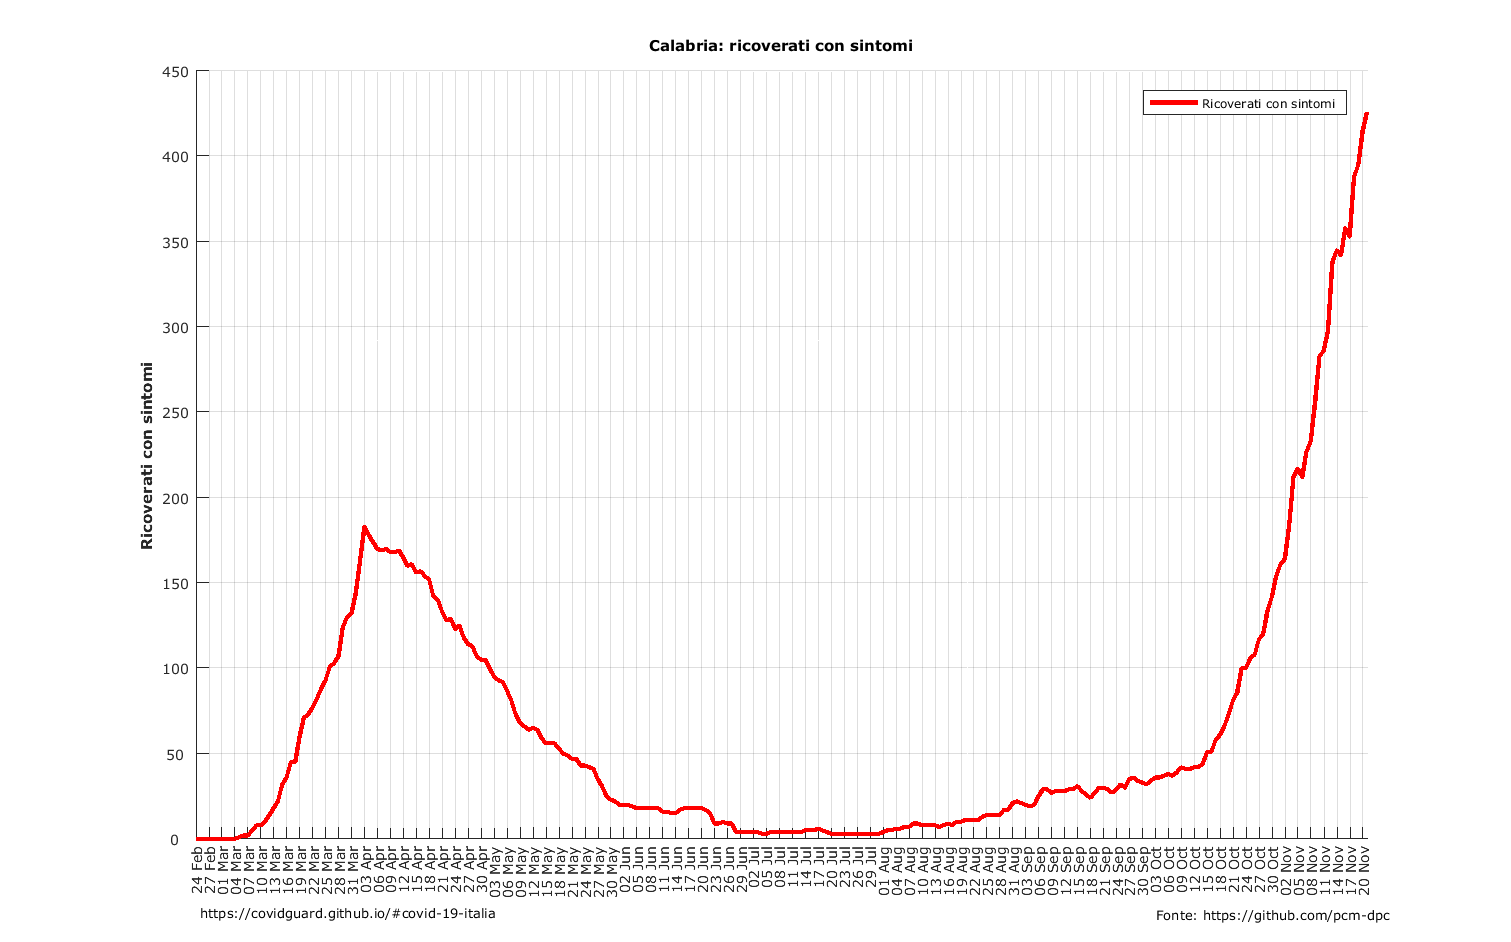 Calabria: ricoverati con sintomi
Ricoverati con sintomi
Ricoverati con sintomi
450
400
350
300
250
200
150
100
50
0
24 Feb
27 Feb
01 Mar
04 Mar
07 Mar
10 Mar
13 Mar
16 Mar
19 Mar
22 Mar
25 Mar
28 Mar
31 Mar
03 Apr
06 Apr
09 Apr
12 Apr
15 Apr
18 Apr
21 Apr
24 Apr
27 Apr
30 Apr
03 May
06 May
09 May
12 May
15 May
18 May
21 May
24 May
27 May
30 May
02 Jun
05 Jun
08 Jun
11 Jun
14 Jun
17 Jun
20 Jun
23 Jun
26 Jun
29 Jun
02 Jul
05 Jul
08 Jul
11 Jul
14 Jul
17 Jul
20 Jul
23 Jul
26 Jul
29 Jul
01 Aug
04 Aug
07 Aug
10 Aug
13 Aug
16 Aug
19 Aug
22 Aug
25 Aug
28 Aug
31 Aug
03 Sep
06 Sep
09 Sep
12 Sep
15 Sep
18 Sep
21 Sep
24 Sep
27 Sep
30 Sep
03 Oct
06 Oct
09 Oct
12 Oct
15 Oct
18 Oct
21 Oct
24 Oct
27 Oct
30 Oct
02 Nov
05 Nov
08 Nov
11 Nov
14 Nov
17 Nov
20 Nov
https://covidguard.github.io/#covid-19-italia
Fonte: https://github.com/pcm-dpc